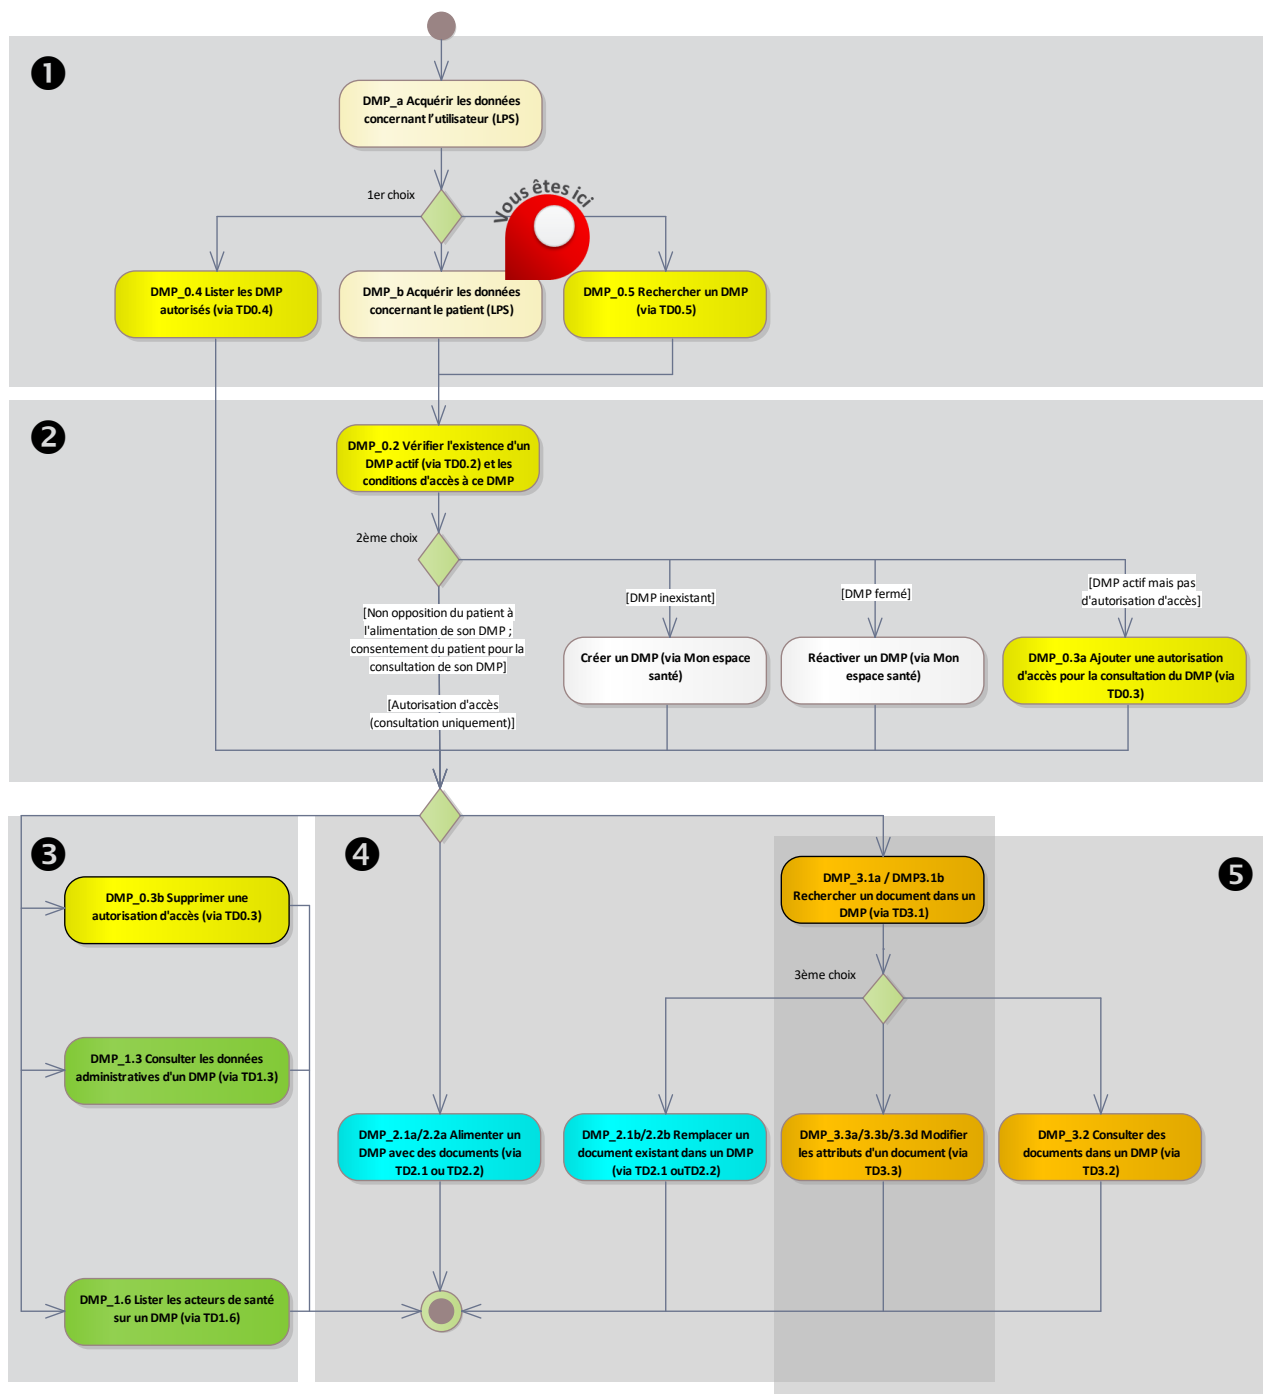 ❶
DMP_a Acquérir les données
concernant l'utilisateur (LPS)
1er choix
Vous êtes ici
DMP_0.4 Lister les DMP
autorisés (via TD0.4)
DMP_b Acquérir les données
concernant le patient (LPS)
DMP_0.5 Rechercher un DMP
(via TD0.5)
❷
DMP_0.2 Vérifier l'existence d'un
DMP actif (via TD0.2) et les
conditions d'accès à ce DMP
2ème choix
[Non opposition du patient à
l'alimentation de son DMP ;
consentement du patient pour la
consultation de son DMP]
[Autorisation d'accès
(consultation uniquement)]
[DMP inexistant]
[DMP fermé]
[DMP actif mais pas
d'autorisation d'accès]
Créer un DMP (via Mon espace
santé)
Réactiver un DMP (via Mon
espace santé)
DMP_0.3a Ajouter une autorisation
d'accès pour la consultation du DMP (via
TD0.3)
❸
DMP_0.3b Supprimer une
autorisation d'accès (via TD0.3)
DMP_1.3 Consulter les données
administratives d'un DMP (via TD1.3)
DMP_1.6 Lister les acteurs de santé
sur un DMP (via TD1.6)
❹
❺
DMP_3.1a / DMP3.1b
Rechercher un document dans un
DMP (via TD3.1)
3ème choix
DMP_2.1a/2.2a Alimenter un
DMP avec des documents (via
TD2.1 ou TD2.2)
DMP_2.1b/2.2b Remplacer un
document existant dans un DMP
(via TD2.1 ouTD2.2)
DMP_3.3a/3.3b/3.3d Modifier
les attributs d'un document (via
TD3.3)
DMP_3.2 Consulter des
documents dans un DMP (via
TD3.2)